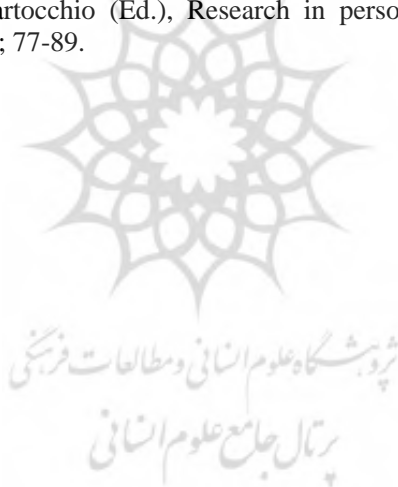 artocchio (Ed.), Research in perso
; 77-89.
پژوهشگاه علوم انسانی و مطالعات فرهنگی
پرتال جامع علوم انسانی